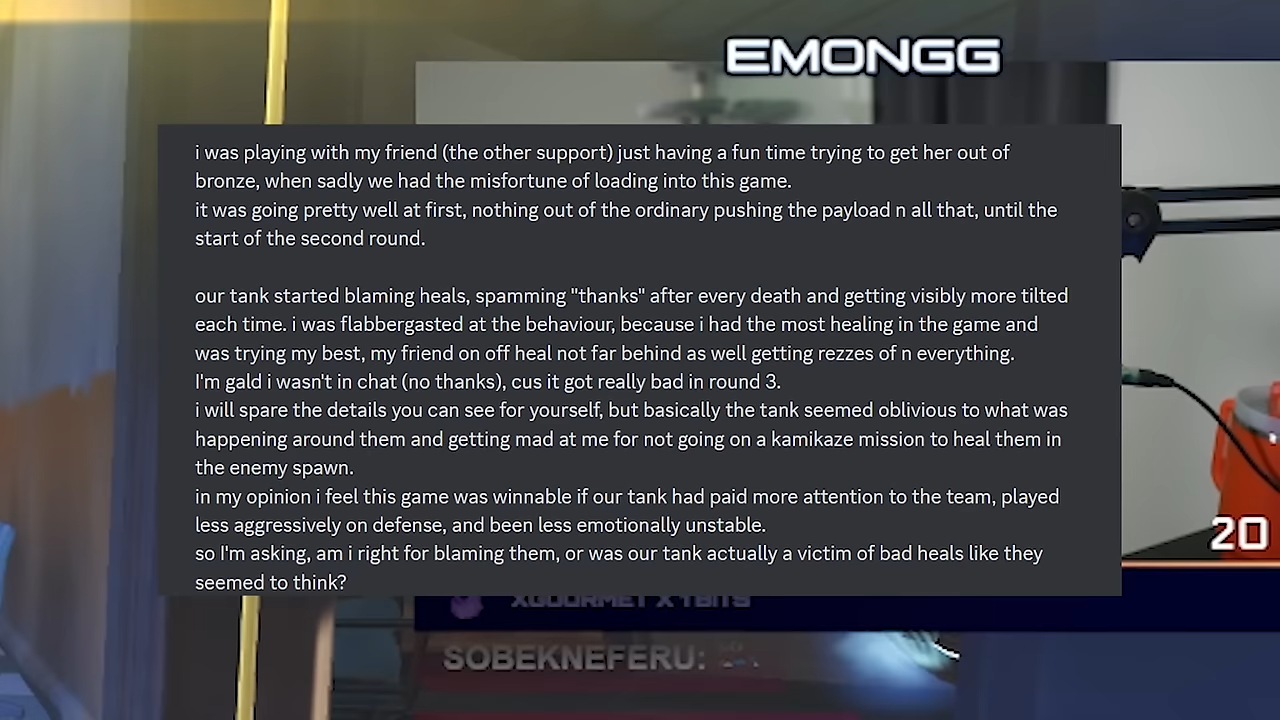 EMONGG
i was playing with my friend (the other support) just having a fun time trying to get her out of
bronze, when sadly we had the misfortune of loading into this game.
it was going pretty well at first, nothing out of the ordinary pushing the payload n all that, until the
start of the second round.
our tank started blaming heals, spamming "thanks" after every death and getting visibly more tilted
each time. i was flabbergasted at the behaviour, because i had the most healing in the game and
was trying my best, my friend on off heal not far behind as well getting rezzes of n everything.
I'm gald i wasn't in chat (no thanks), cus it got really bad in round 3.
i will spare the details you can see for yourself, but basically the tank seemed oblivious to what was
happening around them and getting mad at me for not going on a kamikaze mission to heal them in
the enemy spawn.
in my opinion i feel this game was winnable if our tank had paid more attention to the team, played
less aggressively on defense, and been less emotionally unstable.
so I'm asking, am i right for blaming them, or was our tank actually a victim of bad heals like they
seemed to think?
20
XGOURMET X 1 BITS
SOBEKNEFERU: